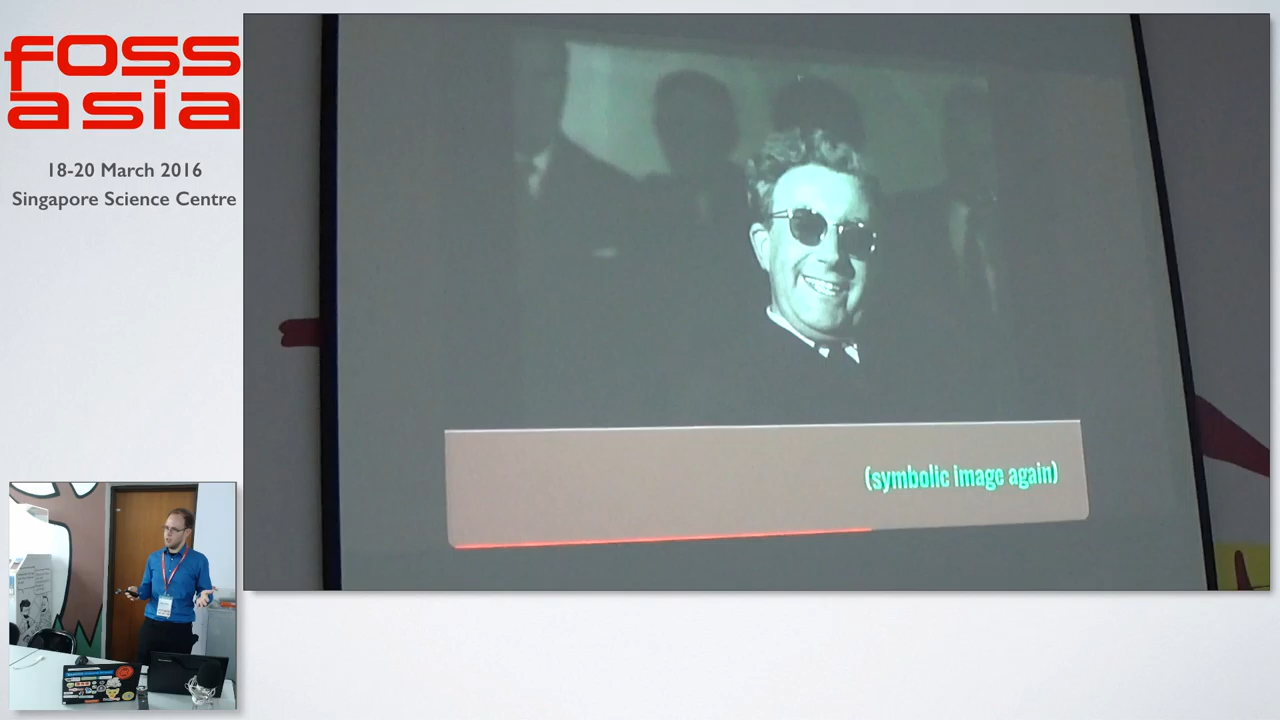 foss
asia
18-20 March 2016
Singapore Science Centre
(symbolic image again)